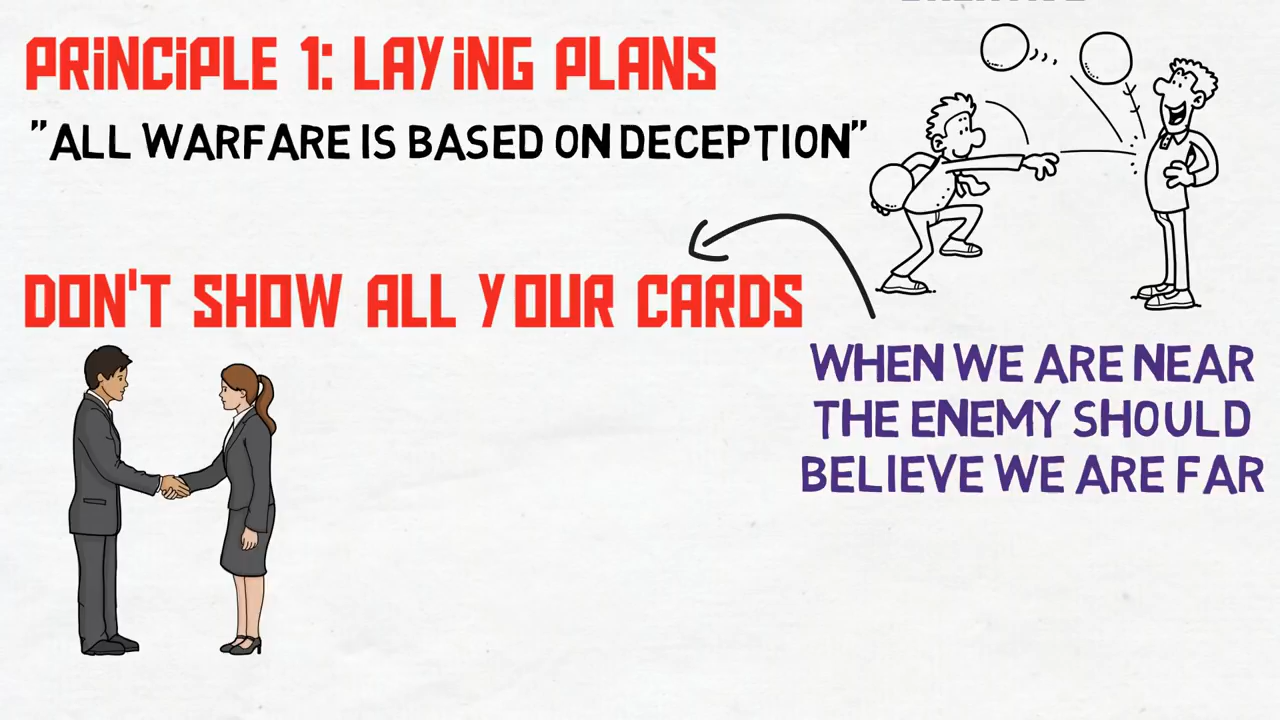 PRINCIPLE 1: LAYING PLANS
"ALL WARFARE IS BASED ON DECEPTION"
DON'T SHOW ALL YOUR CARDS
WHEN WE ARE NEAR
THE ENEMY SHOULD
BELIEVE WE ARE FAR